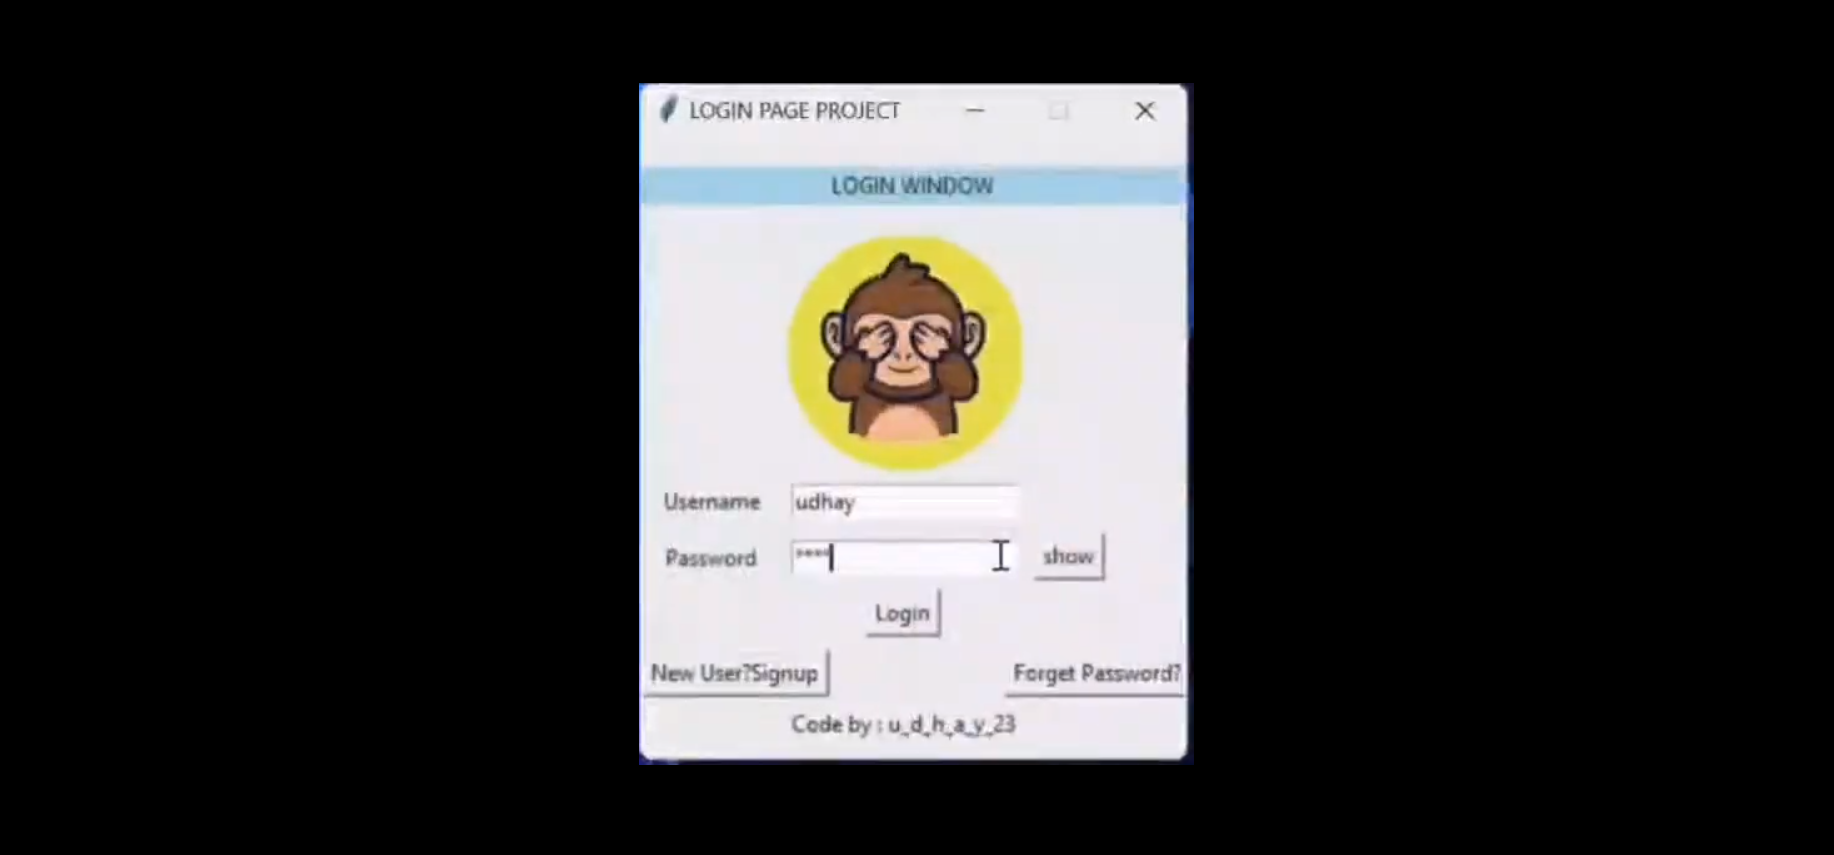 LOGIN PAGE PROJECT
LOGIN WINDOW
Username udhay
Password ****
show
Login
New User?Signup Forget Password?
Code by : u_d_h_a_y_23